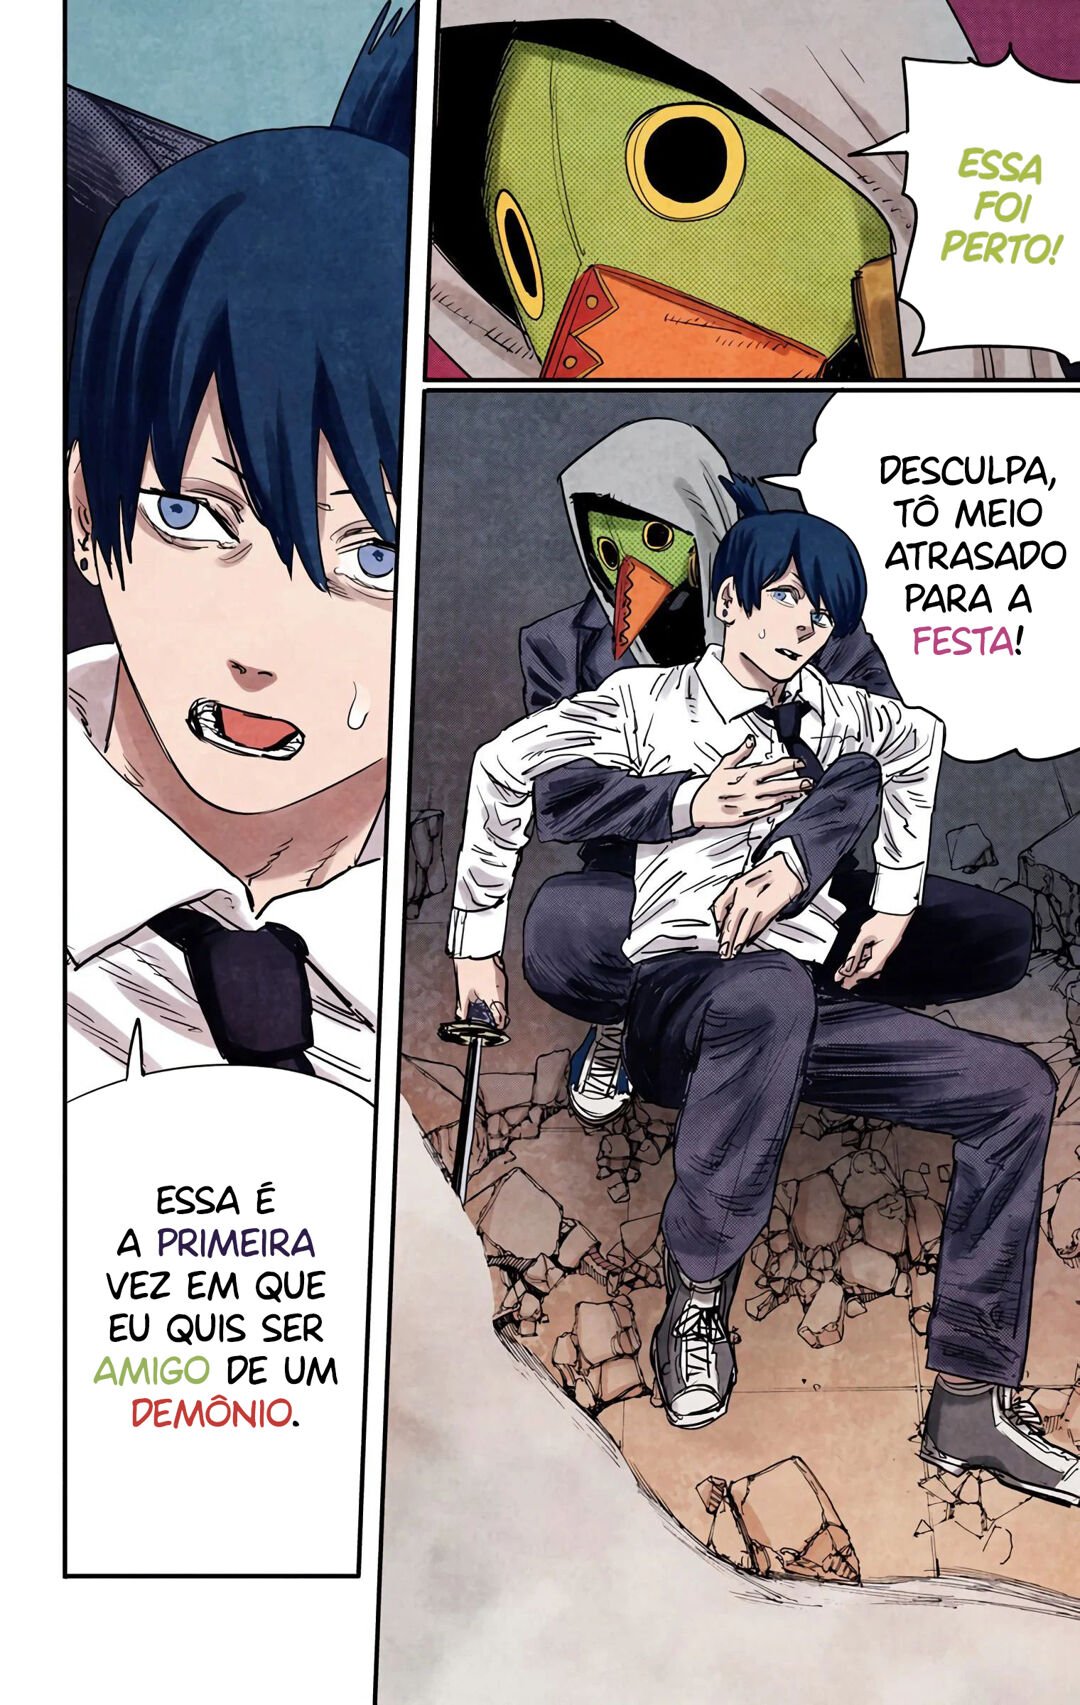 ESSA
FOI
PERTO!
DESCULPA,
TÔ MEIO
ATRASADO
PARA A
FESTA!
ESSA É
A PRIMEIRA
VEZ EM QUE
EU QUIS SER
AMIGO DE UM
DEMÔNIO.